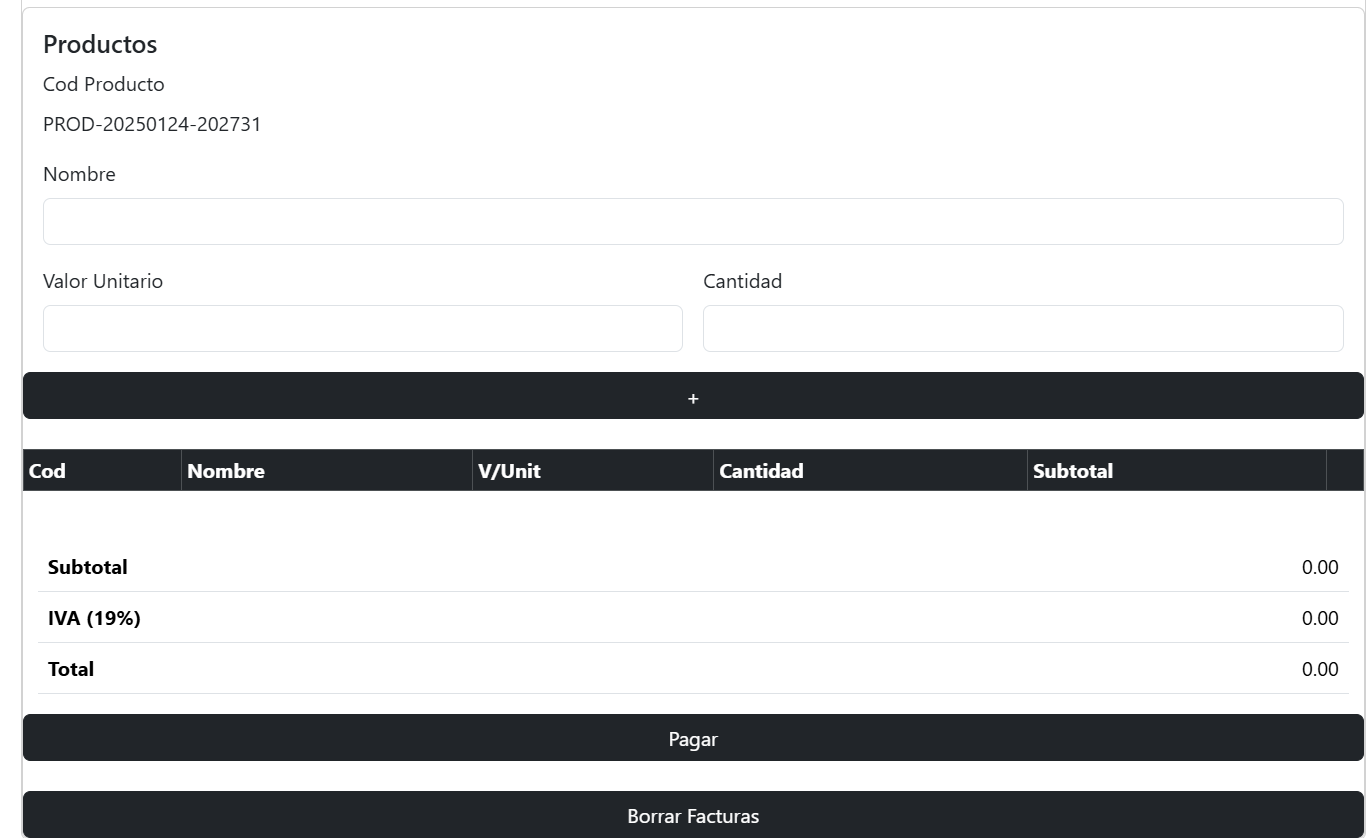 Productos
Cod Producto
PROD-20250124-202731
Nombre
Valor Unitario Cantidad
+
Cod Nombre V/Unit Cantidad Subtotal
Subtotal 0.00
IVA (19%) 0.00
Total 0.00
Pagar
Borrar Facturas